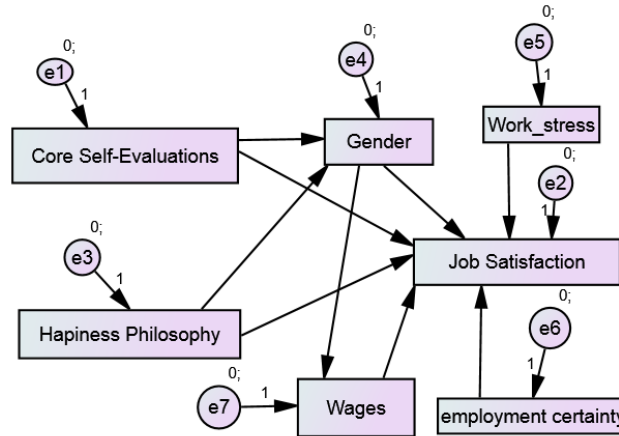 0;
e1
1
Core Self-Evaluations
0;
e4
1
Gender
0;
e5
1
Work_stress
0;
e2
1
Job Satisfaction
0;
e3
1
Hapiness Philosophy
0;
e7
1
Wages
0;
e6
1
employment certainty